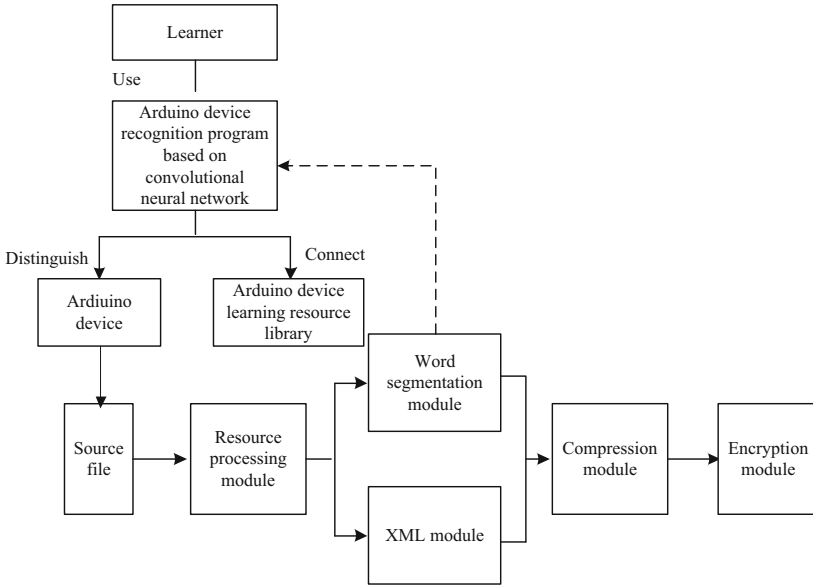 Learner
Use
Arduino device
recognition program
based on
convolutional
neural network
Distinguish
Connect
Ardiuino
device
Arduino device
learning resource
library
Word
segmentation
module
Source
file
Resource
processing
module
Compression
module
Encryption
module
XML module